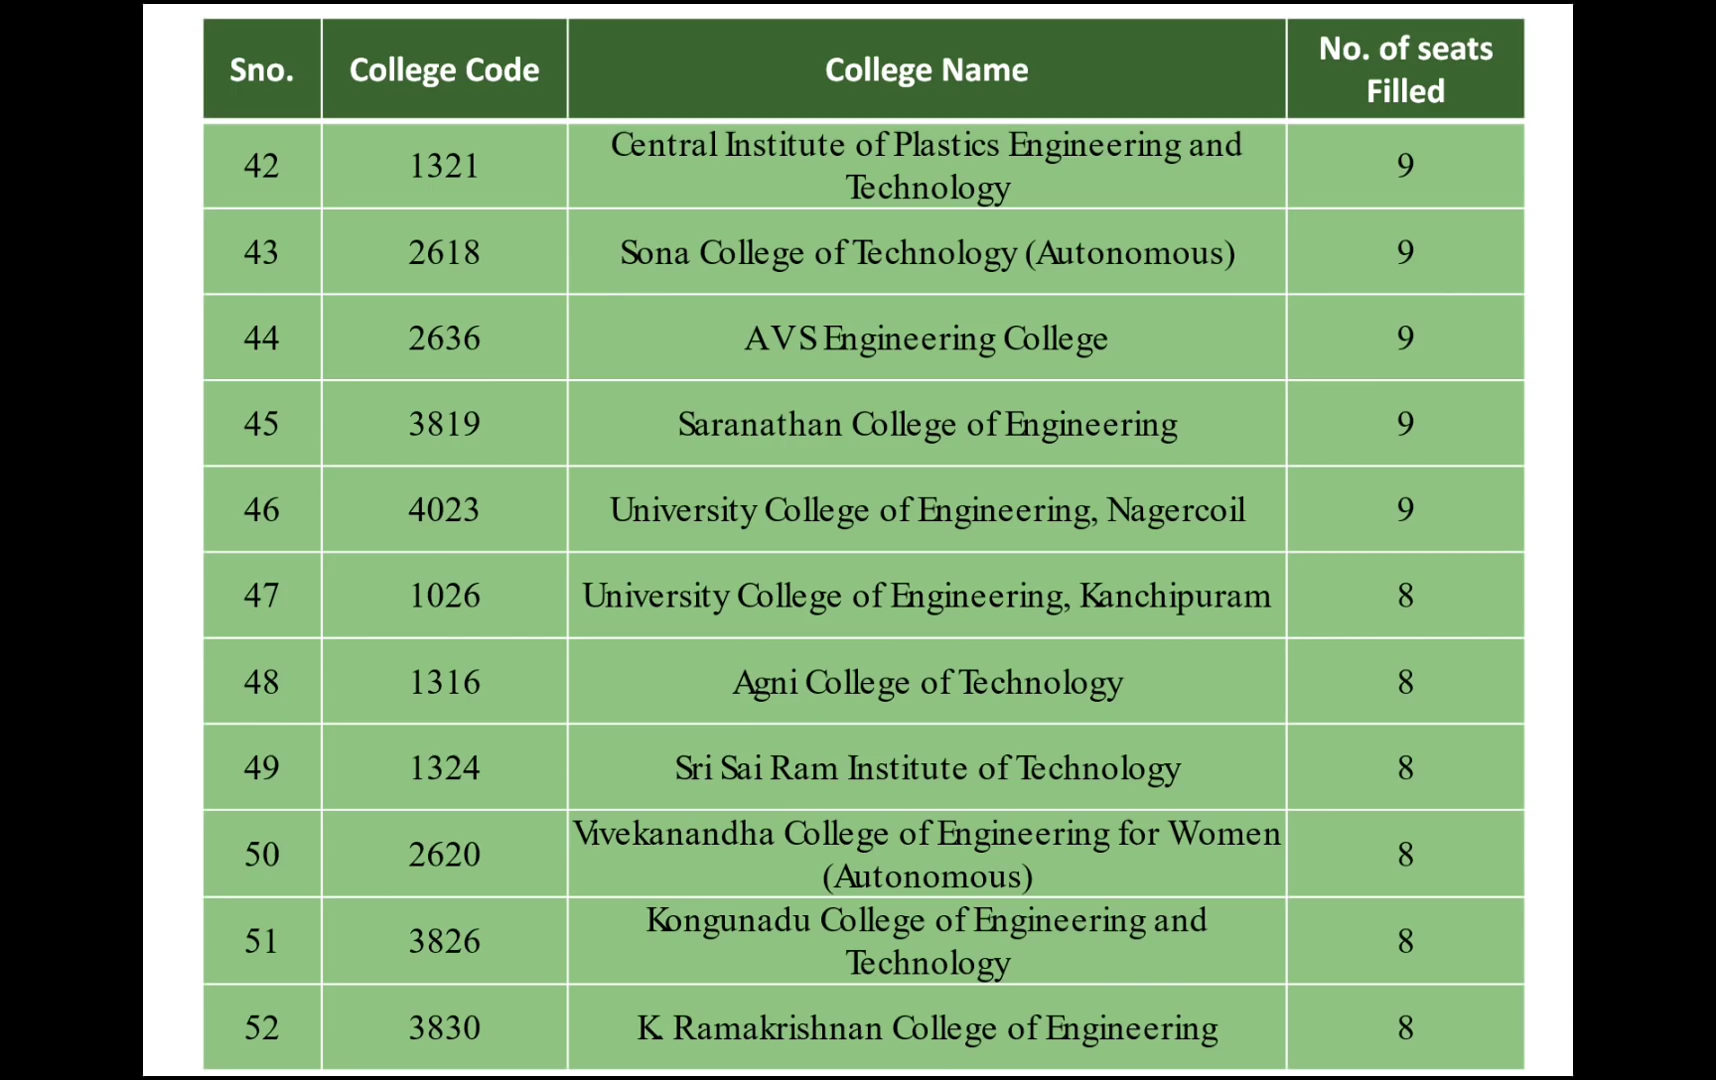 Sno. College Code College Name No. of seats Filled
42 1321 Central Institute of Plastics Engineering and Technology 9
43 2618 Sona College of Technology (Autonomous) 9
44 2636 AVS Engineering College 9
45 3819 Saranathan College of Engineering 9
46 4023 University College of Engineering, Nagercoil 9
47 1026 University College of Engineering, Kanchipuram 8
48 1316 Agni College of Technology 8
49 1324 Sri Sai Ram Institute of Technology 8
50 2620 Vivekanandha College of Engineering for Women (Autonomous) 8
51 3826 Kongunadu College of Engineering and Technology 8
52 3830 K. Ramakrishnan College of Engineering 8